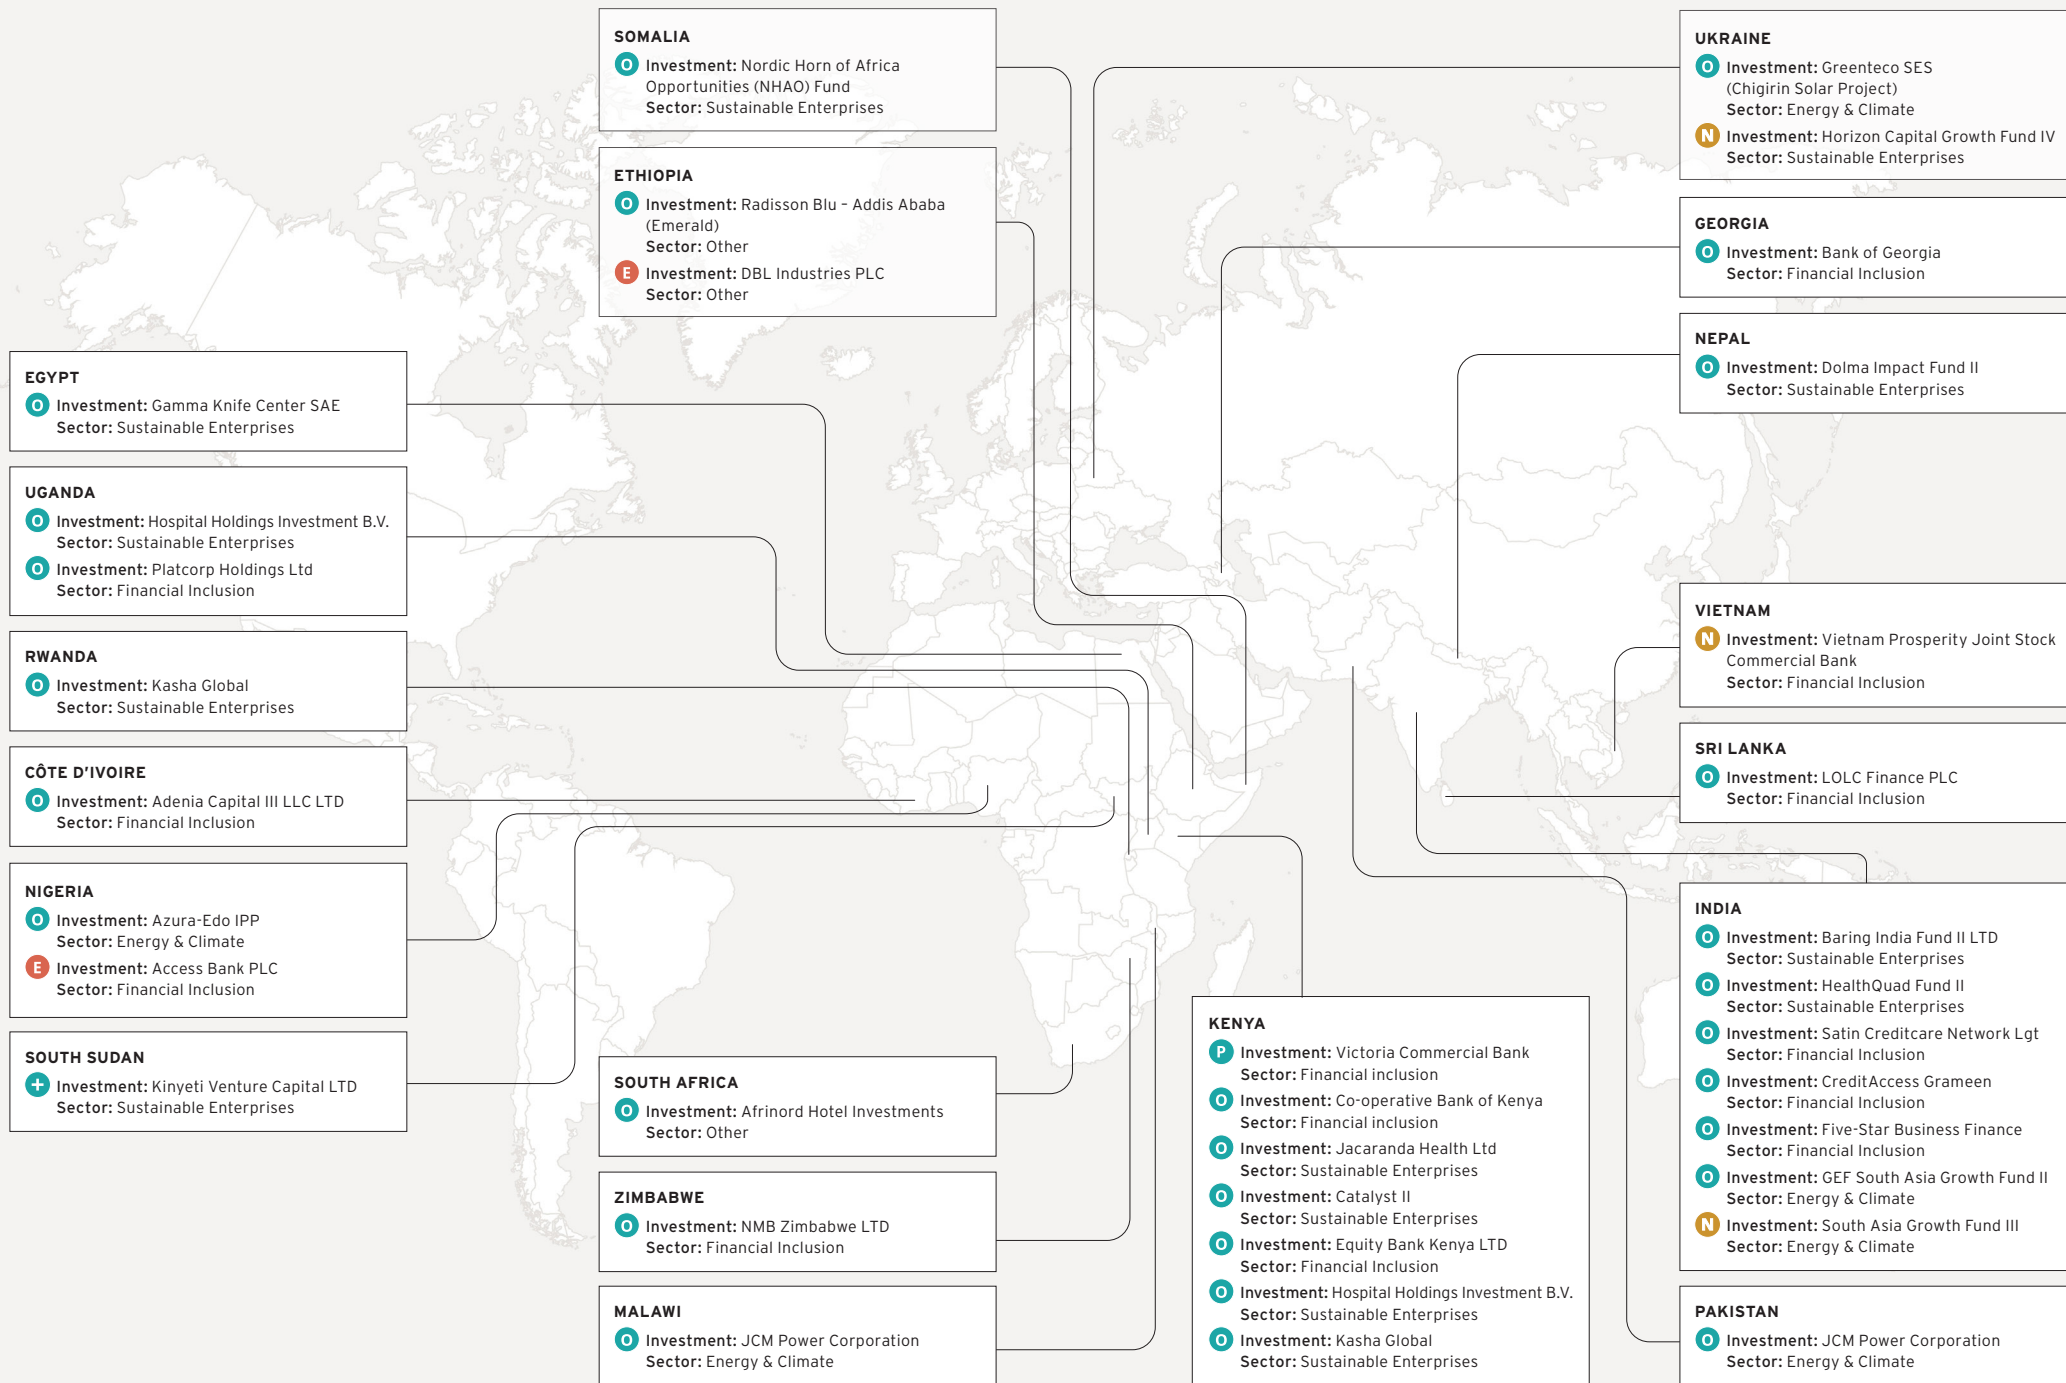 SOMALIA
O Investment: Nordic Horn of Africa
Opportunities (NHAO) Fund
Sector: Sustainable Enterprises
ETHIOPIA
O Investment: Radisson Blu – Addis Ababa
(Emerald)
Sector: Other
E Investment: DBL Industries PLC
Sector: Other
EGYPT
O Investment: Gamma Knife Center SAE
Sector: Sustainable Enterprises
UGANDA
O Investment: Hospital Holdings Investment B.V.
Sector: Sustainable Enterprises
O Investment: Platcorp Holdings Ltd
Sector: Financial Inclusion
RWANDA
O Investment: Kasha Global
Sector: Sustainable Enterprises
CÔTE D'IVOIRE
O Investment: Adenia Capital III LLC LTD
Sector: Financial Inclusion
NIGERIA
O Investment: Azura-Edo IPP
Sector: Energy & Climate
E Investment: Access Bank PLC
Sector: Financial Inclusion
SOUTH SUDAN
+ Investment: Kinyeti Venture Capital LTD
Sector: Sustainable Enterprises
SOUTH AFRICA
O Investment: Afrinord Hotel Investments
Sector: Other
ZIMBABWE
O Investment: NMB Zimbabwe LTD
Sector: Financial Inclusion
MALAWI
O Investment: JCM Power Corporation
Sector: Energy & Climate
KENYA
P Investment: Victoria Commercial Bank
Sector: Financial inclusion
O Investment: Co-operative Bank of Kenya
Sector: Financial inclusion
O Investment: Jacaranda Health Ltd
Sector: Sustainable Enterprises
O Investment: Catalyst II
Sector: Sustainable Enterprises
O Investment: Equity Bank Kenya LTD
Sector: Financial Inclusion
O Investment: Hospital Holdings Investment B.V.
Sector: Sustainable Enterprises
O Investment: Kasha Global
Sector: Sustainable Enterprises
UKRAINE
O Investment: Greenteco SES
(Chigirin Solar Project)
Sector: Energy & Climate
N Investment: Horizon Capital Growth Fund IV
Sector: Sustainable Enterprises
GEORGIA
O Investment: Bank of Georgia
Sector: Financial Inclusion
NEPAL
O Investment: Dolma Impact Fund II
Sector: Sustainable Enterprises
VIETNAM
N Investment: Vietnam Prosperity Joint Stock
Commercial Bank
Sector: Financial Inclusion
SRI LANKA
O Investment: LOLC Finance PLC
Sector: Financial Inclusion
INDIA
O Investment: Baring India Fund II LTD
Sector: Sustainable Enterprises
O Investment: HealthQuad Fund II
Sector: Sustainable Enterprises
O Investment: Satin Creditcare Network Lgt
Sector: Financial Inclusion
O Investment: CreditAccess Grameen
Sector: Financial Inclusion
O Investment: Five-Star Business Finance
Sector: Financial Inclusion
O Investment: GEF South Asia Growth Fund II
Sector: Energy & Climate
N Investment: South Asia Growth Fund III
Sector: Energy & Climate
PAKISTAN
O Investment: JCM Power Corporation
Sector: Energy & Climate